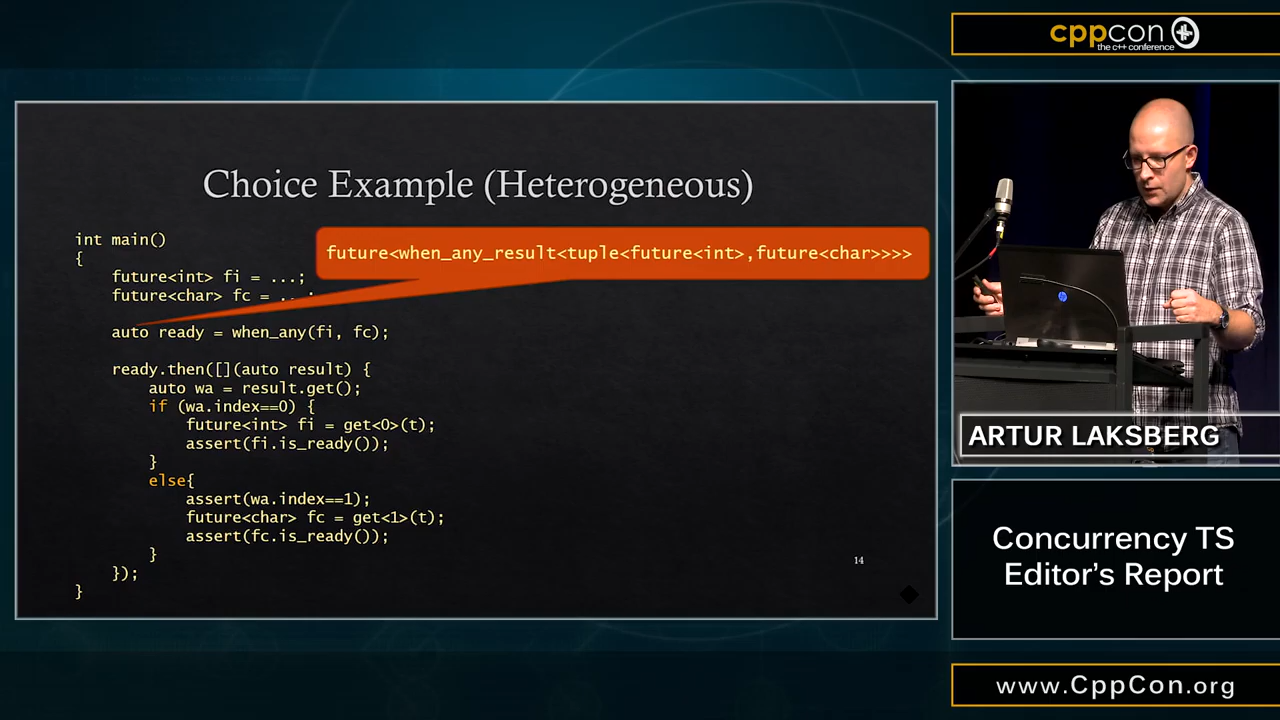 cppcon
the c++ conference
Choice Example (Heterogeneous)
int main()
{
future<when_any_result<tuple<future<int>,future<char>>>>
future<int> fi = ...;
future<char> fc = ...;
auto ready = when_any(fi, fc);
ready.then([](auto result) {
auto wa = result.get();
if (wa.index==0) {
future<int> fi = get<0>(t);
assert(fi.is_ready());
}
else{
assert(wa.index==1);
future<char> fc = get<1>(t);
assert(fc.is_ready());
}
});
}
14
ARTUR LAKSBERG
Concurrency TS
Editor's Report
www.CppCon.org